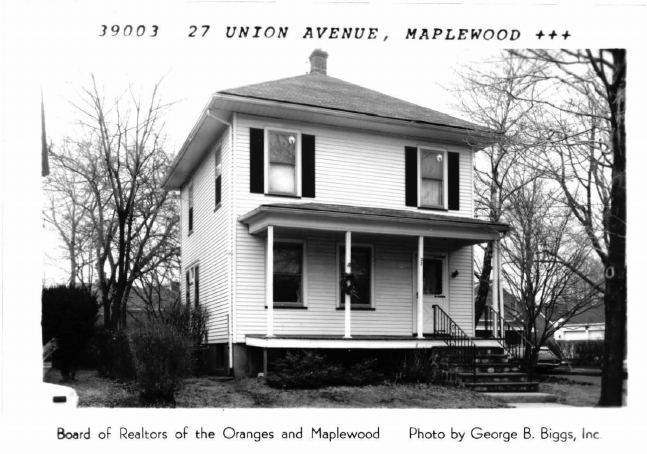 39003 27 UNION AVENUE, MAPLEWOOD +++
Board of Realtors of the Oranges and Maplewood Photo by George B. Biggs, Inc.